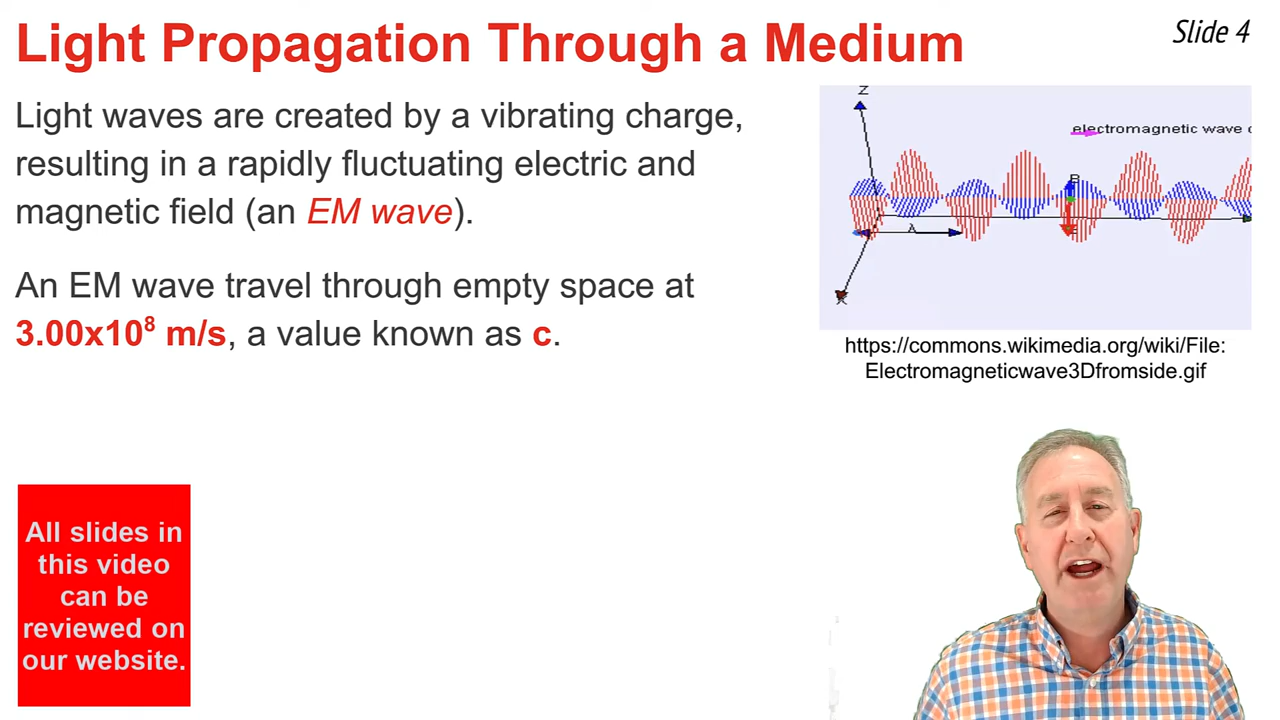 Light Propagation Through a Medium
Slide 4
Light waves are created by a vibrating charge,
resulting in a rapidly fluctuating electric and
magnetic field (an EM wave).
An EM wave travel through empty space at
3.00x10⁸ m/s, a value known as c.
Z
electromagnetic wave c
B
λ
E
X
https://commons.wikimedia.org/wiki/File:
Electromagneticwave3Dfromside.gif
All slides in
this video
can be
reviewed on
our website.